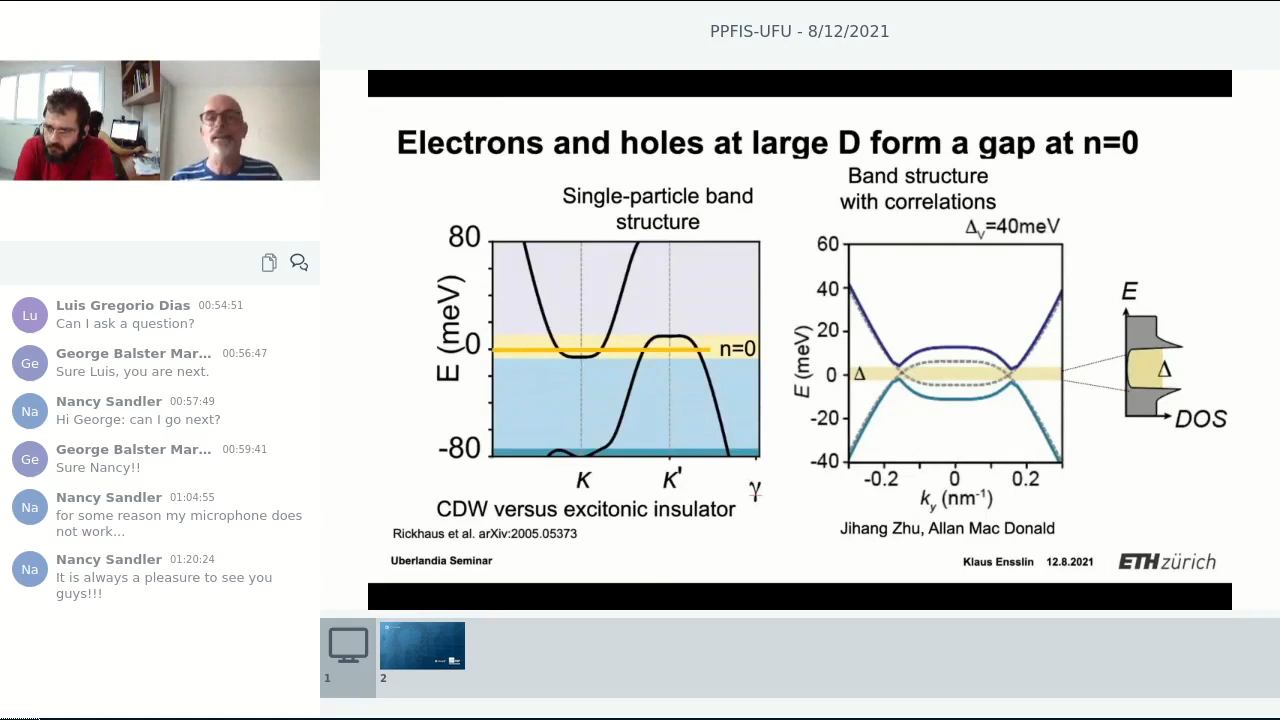 PPFIS-UFU - 8/12/2021
Lu
Luis Gregorio Dias 00:54:51
Can I ask a question?
Ge
George Balster Mar... 00:56:47
Sure Luis, you are next.
Na
Nancy Sandler 00:57:49
Hi George: can I go next?
Ge
George Balster Mar... 00:59:41
Sure Nancy!!
Na
Nancy Sandler 01:04:55
for some reason my microphone does
not work...
Na
Nancy Sandler 01:20:24
It is always a pleasure to see you
guys!!!
Electrons and holes at large D form a gap at n=0
Single-particle band
structure
80
0
-80
E (meV)
n=0
κ
κ'
γ
CDW versus excitonic insulator
Rickhaus et al. arXiv:2005.05373
Band structure
with correlations
Δᵥ=40meV
60
40
20
0
-20
-40
E (meV)
Δ
-0.2
0
0.2
k_y (nm⁻¹)
E
Δ
DOS
Jihang Zhu, Allan Mac Donald
Uberlandia Seminar
Klaus Ensslin 12.8.2021
ETH zürich
1
2